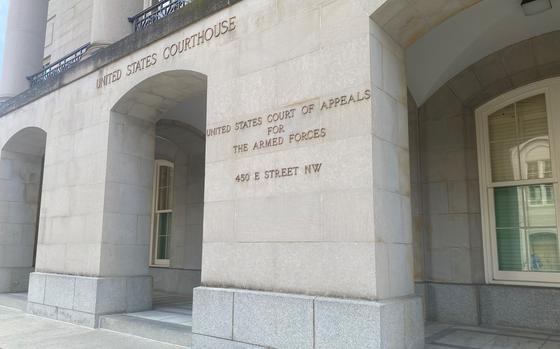 UNITED STATES COURTHOUSE
UNITED STATES COURT OF APPEALS
FOR
THE ARMED FORCES
450 E STREET NW